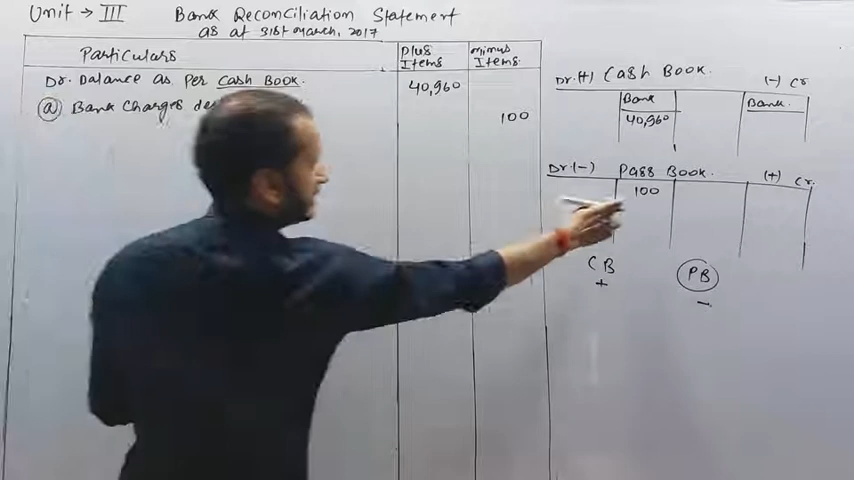 Unit → III Bank Reconciliation Statement
as at 31st march, 2017
Particulars
Plus Items
minus Items.
Dr. Balance as per Cash Book.
40,960
(a) Bank Charges
100
Dr.(+) Cash Book. (-) Cr
Bank
Bank.
40,960
Dr.(-) Pass Book. (+) Cr.
100
CB
+
PB
-